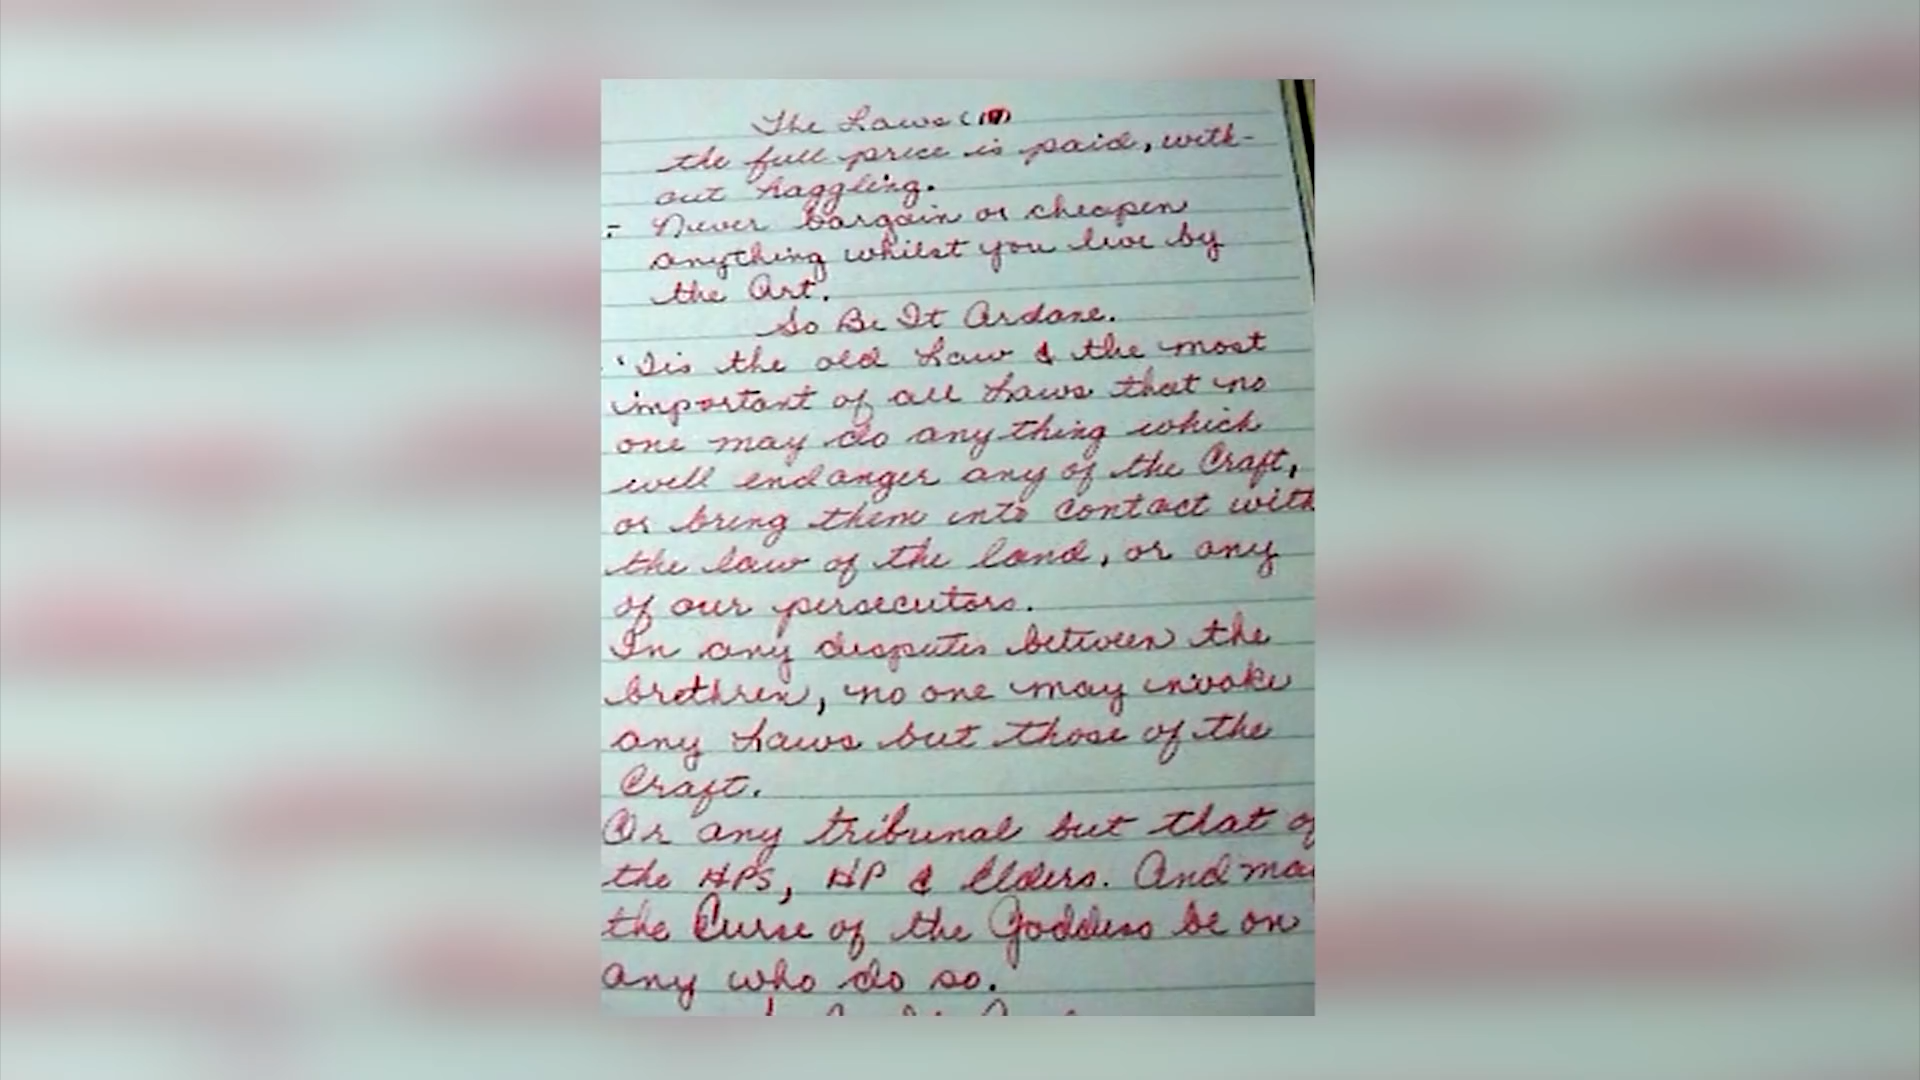 The Laws (17)
the full price is paid, with-
out haggling.
- Never bargain or cheapen
anything whilst you live by
the Art.
So Be It Ardane.
'Tis the old Law & the most
important of all Laws that no
one may do anything which
will endanger any of the Craft,
or bring them into contact with
the law of the land, or any
of our persecutors.
In any disputes between the
brethren, no one may invoke
any Laws but those of the
Craft.
Or any tribunal but that of
the HPS, HP & Elders. And may
the Curse of the Goddess be on
any who do so.